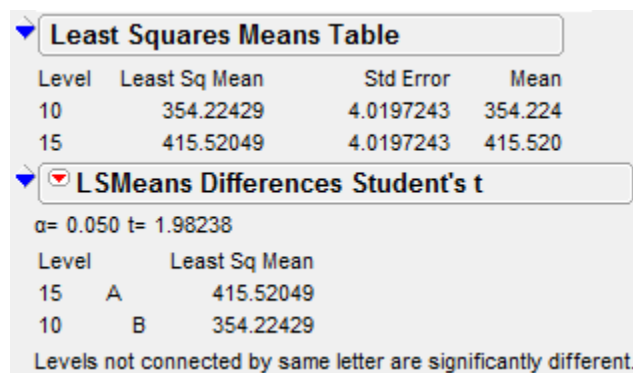 Least Squares Means Table
Level Least Sq Mean Std Error Mean
10 354.22429 4.0197243 354.224
15 415.52049 4.0197243 415.520
LSMeans Differences Student's t
α= 0.050 t= 1.98238
Level Least Sq Mean
15 A 415.52049
10 B 354.22429
Levels not connected by same letter are significantly different.